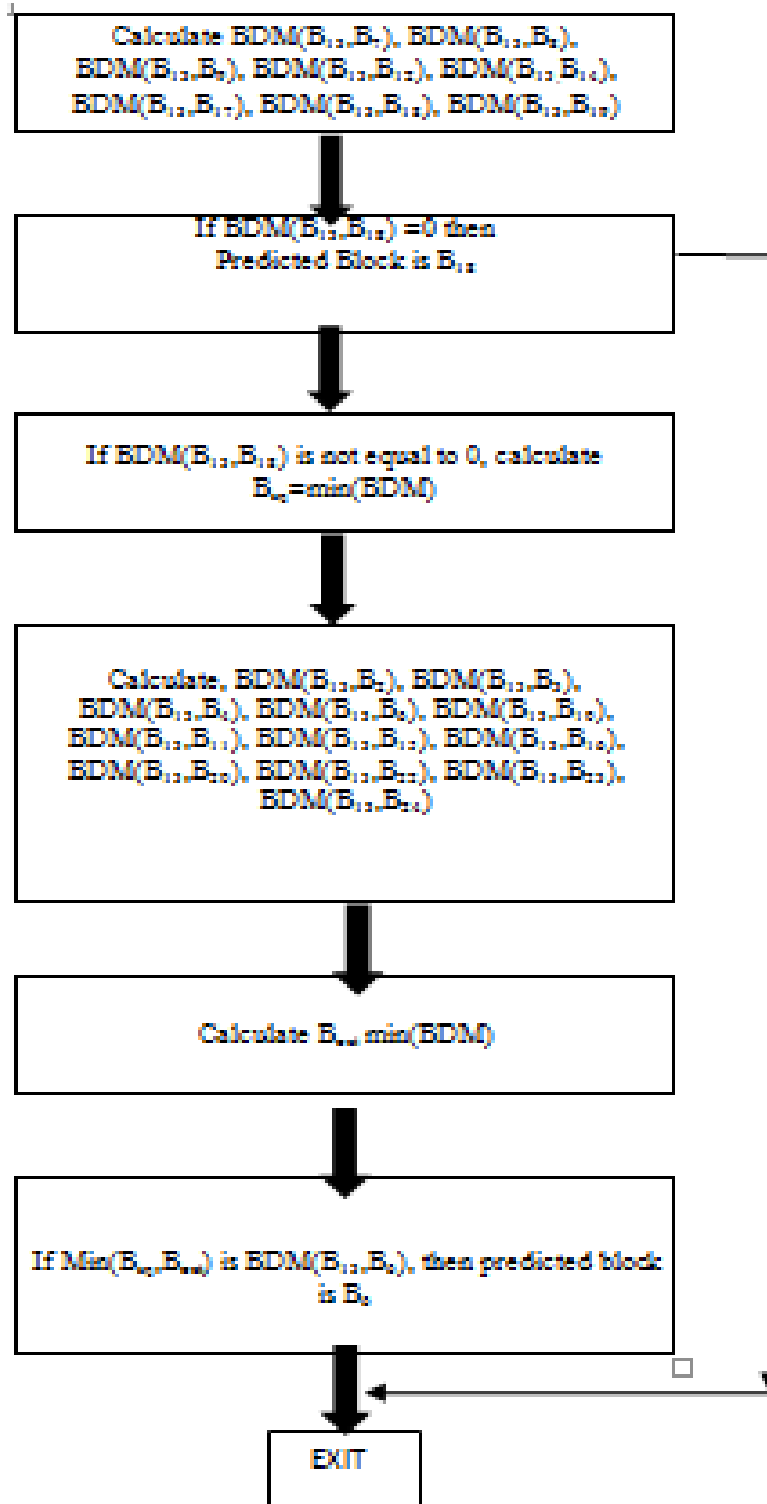 Calculate BDM(B₁₃,B₇), BDM(B₁₃,B₈),
BDM(B₁₃,B₉), BDM(B₁₃,B₁₂), BDM(B₁₃,B₁₄),
BDM(B₁₃,B₁₇), BDM(B₁₃,B₁₈), BDM(B₁₃,B₁₉)
If BDM(B₁₃,B₁₈) =0 then
Predicted Block is B₁₈
If BDM(B₁₃,B₁₈) is not equal to 0, calculate
=min(BDM)
Calculate, BDM(B₁₃,B₂), BDM(B₁₃,B₃),
BDM(B₁₃,B₄), BDM(B₁₃,B₆), BDM(B₁₃,B₁₀),
BDM(B₁₃,B₁₁), BDM(B₁₃,B₁₅), BDM(B₁₃,B₁₆),
BDM(B₁₃,B₂₀), BDM(B₁₃,B₂₂), BDM(B₁₃,B₂₃),
BDM(B₁₃,B₂₄)
Calculate min(BDM)
If Min is then predicted block
is
EXIT